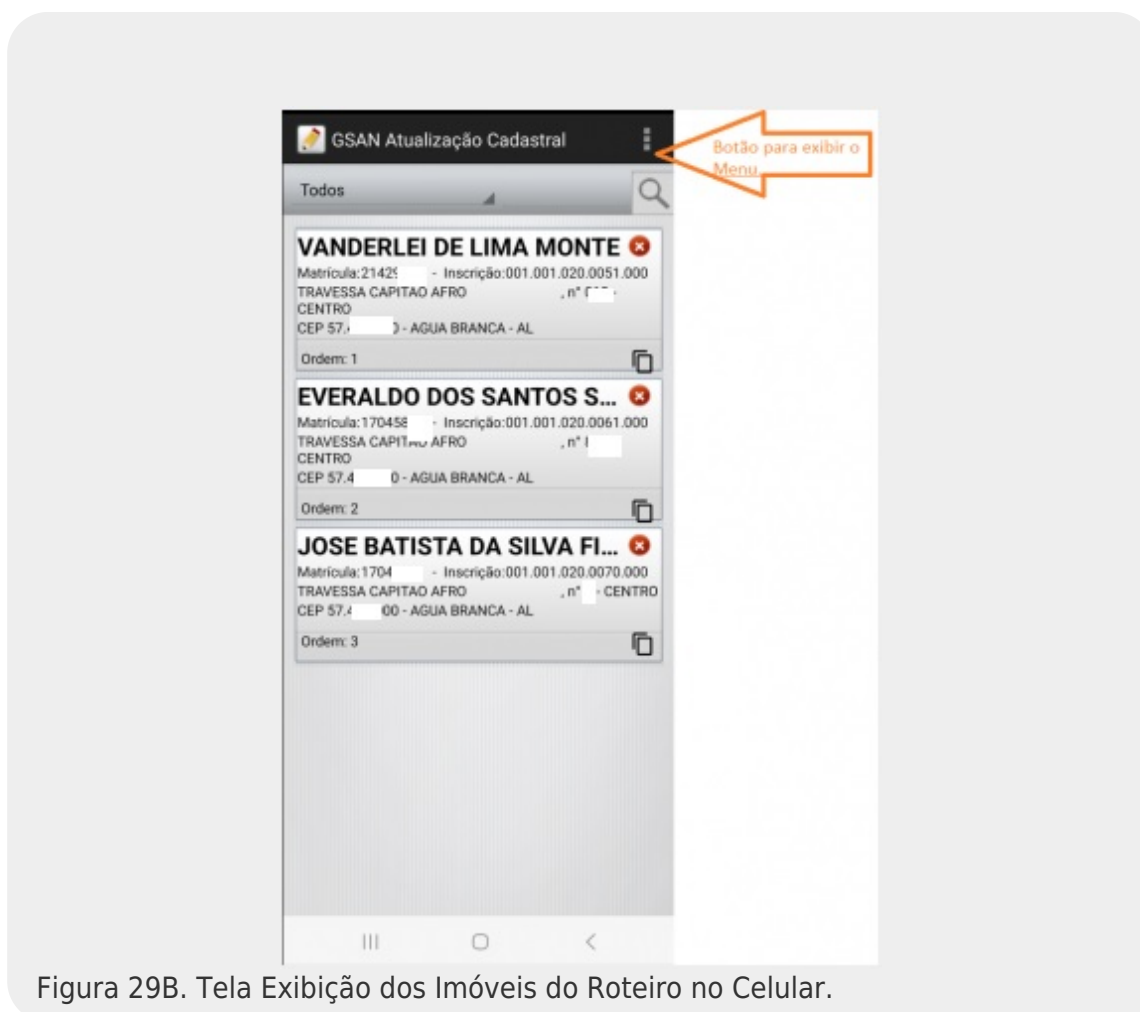 GSAN Atualização Cadastral
Botão para exibir o
Menu
Todos
VANDERLEI DE LIMA MONTE
Matrícula:2142 - Inscrição:001.001.020.0051.000
TRAVESSA CAPITAO AFRO , n°
CENTRO
CEP 57. - AGUA BRANCA - AL
Ordem: 1
EVERALDO DOS SANTOS S...
Matrícula:170458 - Inscrição:001.001.020.0061.000
TRAVESSA CAPITAO AFRO , n°
CENTRO
CEP 57.4 0 - AGUA BRANCA - AL
Ordem: 2
JOSE BATISTA DA SILVA FI...
Matrícula:1704 - Inscrição:001.001.020.0070.000
TRAVESSA CAPITAO AFRO , n° - CENTRO
CEP 57.4 00 - AGUA BRANCA - AL
Ordem: 3
Figura 29B. Tela Exibição dos Imóveis do Roteiro no Celular.